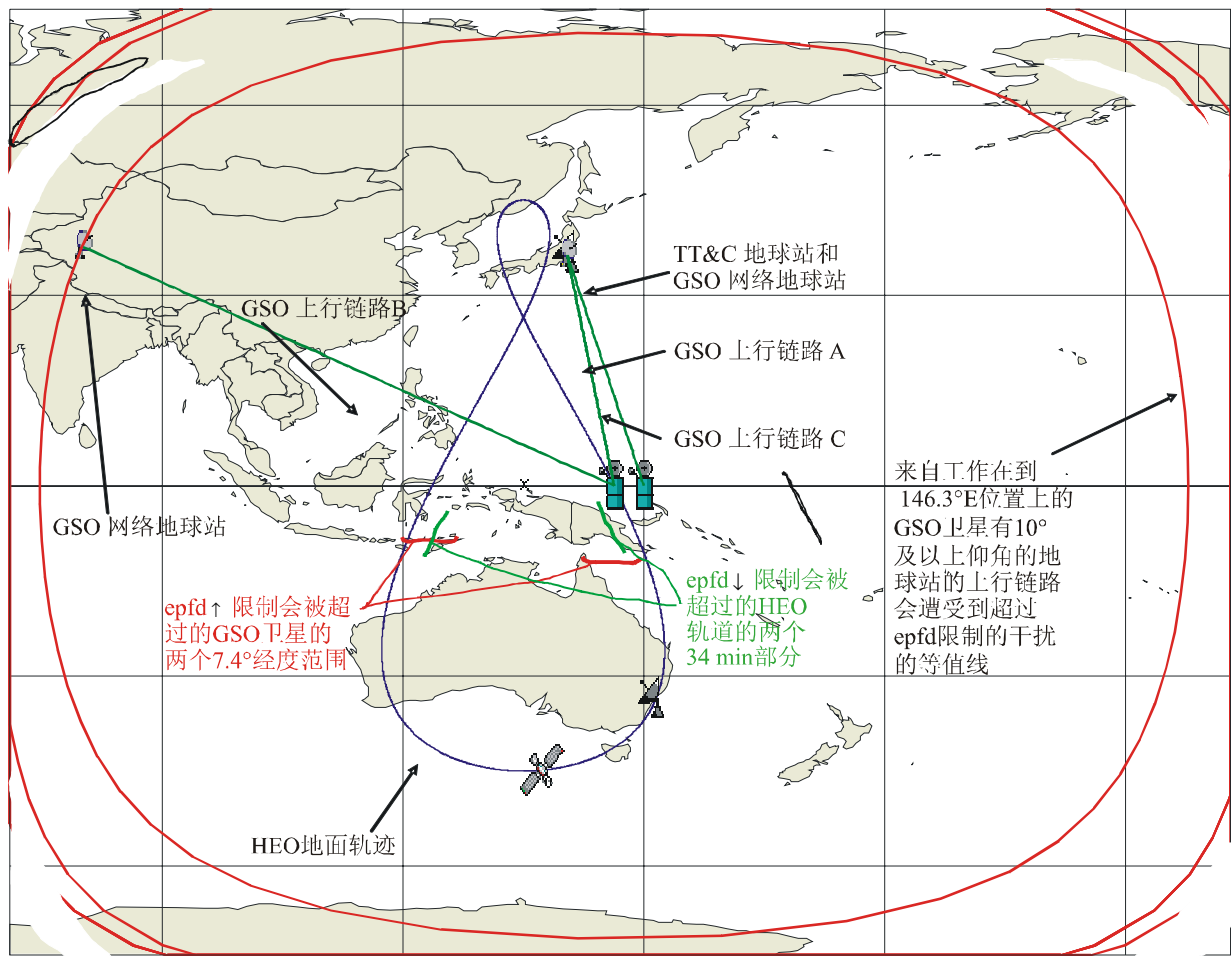 TT&C 地球站和
GSO 网络地球站
GSO 上行链路B
GSO 上行链路 A
GSO 上行链路 C
GSO 网络地球站
来自工作在到
146.3°E位置上的
GSO卫星有10°
及以上仰角的地
球站的上行链路
会遭受到超过
epfd限制的干扰
的等值线
epfd↑ 限制会被超
过的GSO卫星的
两个7.4°经度范围
epfd↓ 限制会被
超过的HEO
轨道的两个
34 min部分
HEO地面轨迹